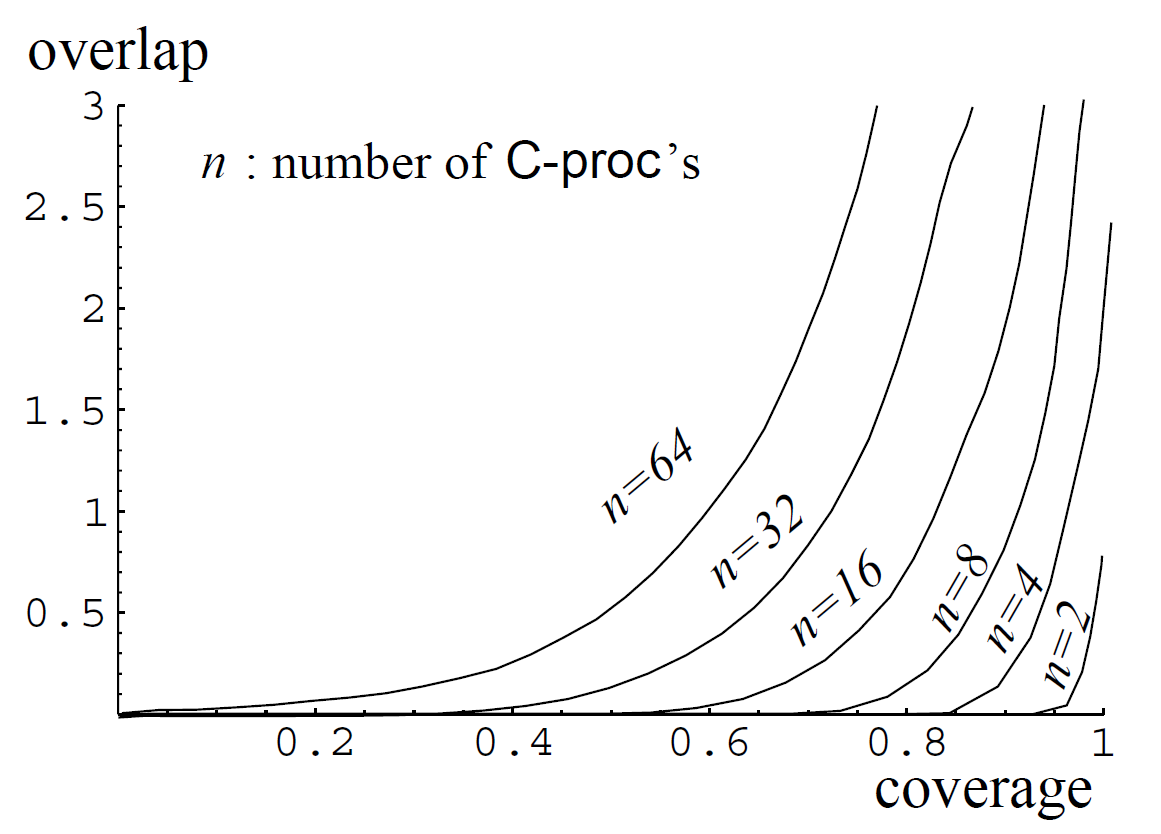 overlap
3
n : number of C-proc's
2.5
2
1.5
n=64
1
n=32
n=16
n=8
n=4
n=2
0.5
0.2 0.4 0.6 0.8 1
coverage